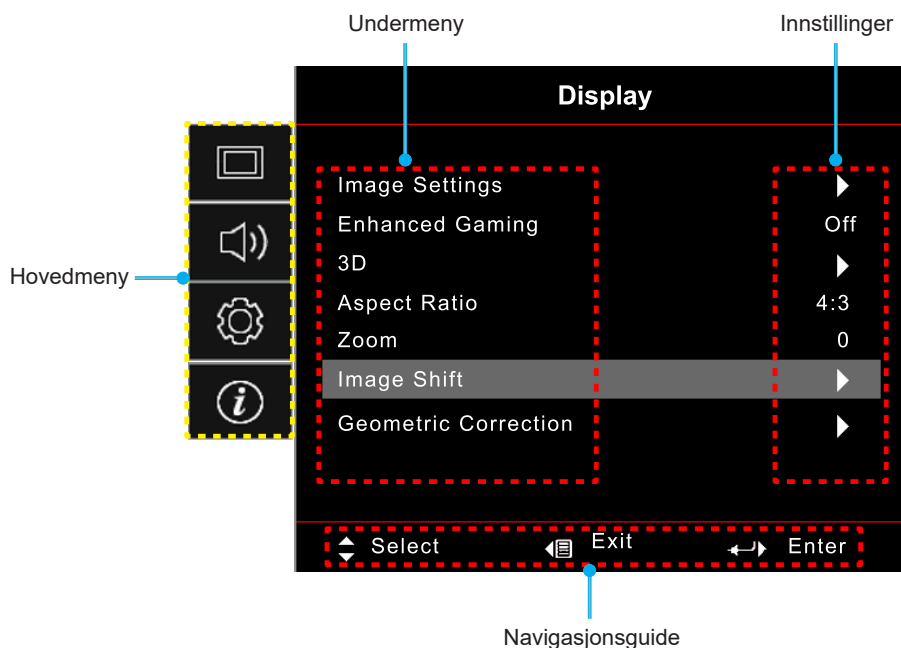 Undermeny
Innstillinger
Display
Hovedmeny
Image Settings
Enhanced Gaming Off
3D
Aspect Ratio 4:3
Zoom 0
Image Shift
Geometric Correction
Select Exit Enter
Navigasjonsguide